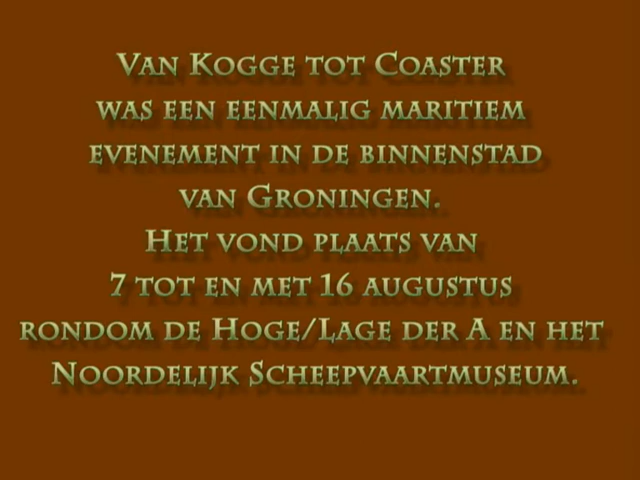 Van Kogge tot Coaster
was een eenmalig maritiem
evenement in de binnenstad
van Groningen.
Het vond plaats van
7 tot en met 16 augustus
rondom de Hoge/Lage der A en het
Noordelijk Scheepvaartmuseum.